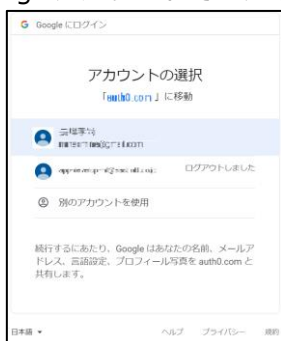 Google にログイン
アカウントの選択
「auth0.com」に移動
ログアウトしました
別のアカウントを使用
続行するにあたり、Google はあなたの名前、メールア
ドレス、言語設定、プロフィール写真を auth0.com と
共有します。
日本語
ヘルプ プライバシー 規約